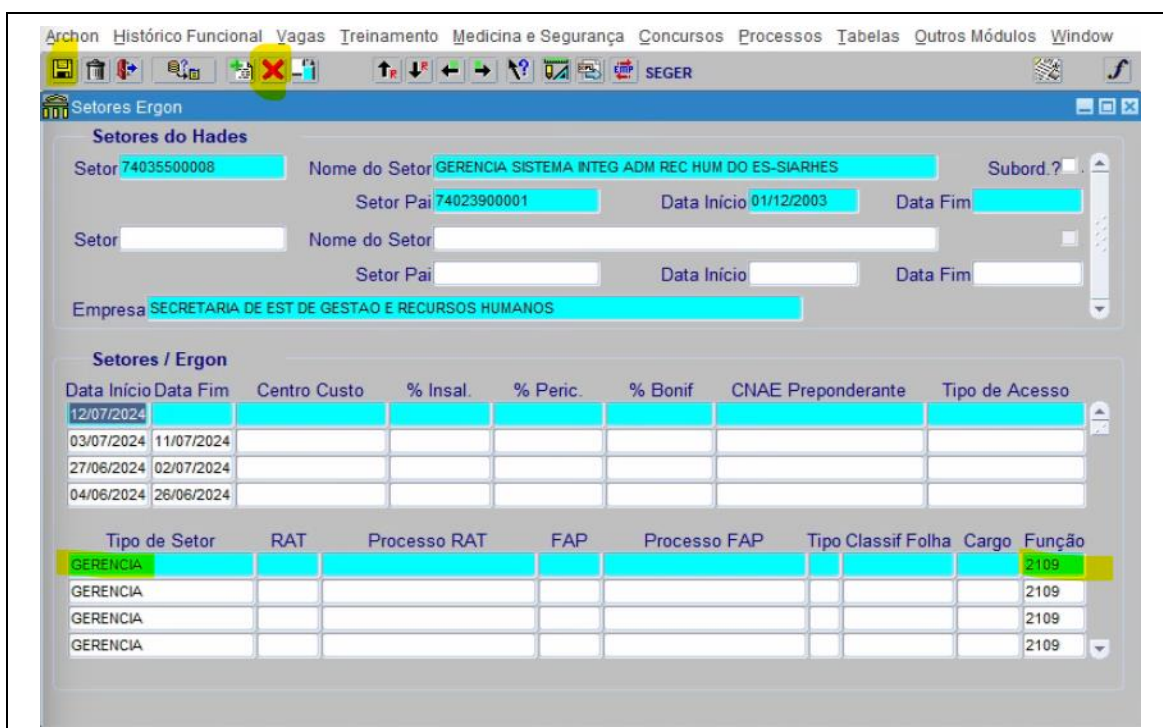 Archon Histórico Funcional Vagas Treinamento Medicina e Segurança Concursos Processos Tabelas Outros Módulos Window
SEGER
Setores Ergon
Setores do Hades
Setor 74035500008 Nome do Setor GERENCIA SISTEMA INTEG ADM REC HUM DO ES-SIARHES Subord.?
Setor Pai 74023900001 Data Início 01/12/2003 Data Fim
Setor Nome do Setor
Setor Pai Data Início Data Fim
Empresa SECRETARIA DE EST DE GESTAO E RECURSOS HUMANOS
Setores / Ergon
Data Início Data Fim Centro Custo % Insal. % Peric. % Bonif CNAE Preponderante Tipo de Acesso
12/07/2024
03/07/2024 11/07/2024
27/06/2024 02/07/2024
04/06/2024 26/06/2024
Tipo de Setor RAT Processo RAT FAP Processo FAP Tipo Classif Folha Cargo Função
GERENCIA 2109
GERENCIA 2109
GERENCIA 2109
GERENCIA 2109